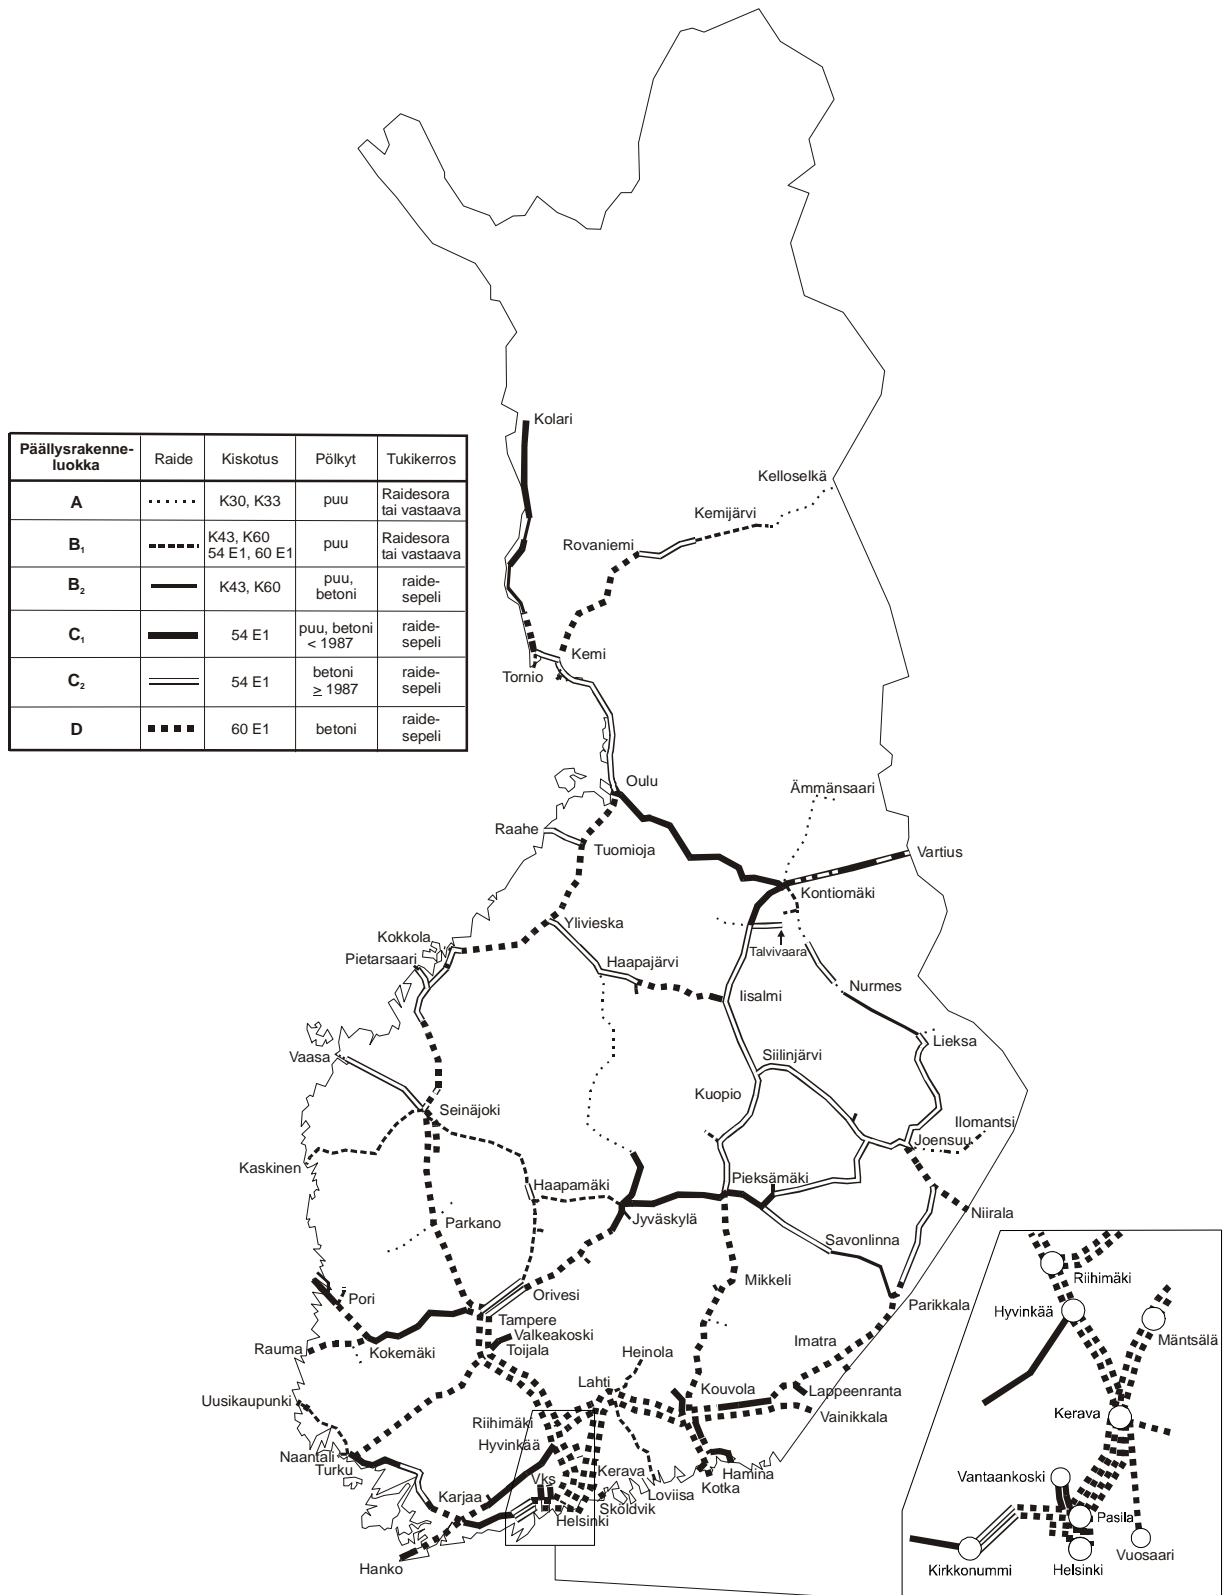 Kolari
Kelloselkä
Kemijärvi
Rovaniemi
Päällysrakenne-
luokka
Raide
Kiskotus
Pölkyt
Tukikerros
A
K30, K33
puu
Raidesora
tai vastaava
B1
K43, K60
54 E1, 60 E1
puu
Raidesora
tai vastaava
B2
K43, K60
puu,
betoni
raide-
sepeli
C1
54 E1
puu, betoni
< 1987
raide-
sepeli
C2
54 E1
betoni
≥ 1987
raide-
sepeli
D
60 E1
betoni
raide-
sepeli
Kemi
Tornio
Oulu
Ämmänsaari
Raahe
Tuomioja
Vartius
Kontiomäki
Ylivieska
Kokkola
Talvivaara
Pietarsaari
Haapajärvi
Nurmes
Iisalmi
Lieksa
Vaasa
Siilinjärvi
Kuopio
Seinäjoki
Ilomantsi
Joensuu
Kaskinen
Haapamäki
Pieksämäki
Parkano
Jyväskylä
Niirala
Savonlinna
Mikkeli
Orivesi
Pori
Parikkala
Tampere
Valkeakoski
Toijala
Imatra
Rauma
Kokemäki
Heinola
Lahti
Kouvola
Lappeenranta
Uusikaupunki
Vainikkala
Riihimäki
Hyvinkää
Naantali
Turku
Vks
Kerava
Hamina
Kotka
Loviisa
Karjaa
Sköldvik
Helsinki
Hanko
Riihimäki
Hyvinkää
Mäntsälä
Kerava
Vantaankoski
Pasila
Kirkkonummi
Helsinki
Vuosaari